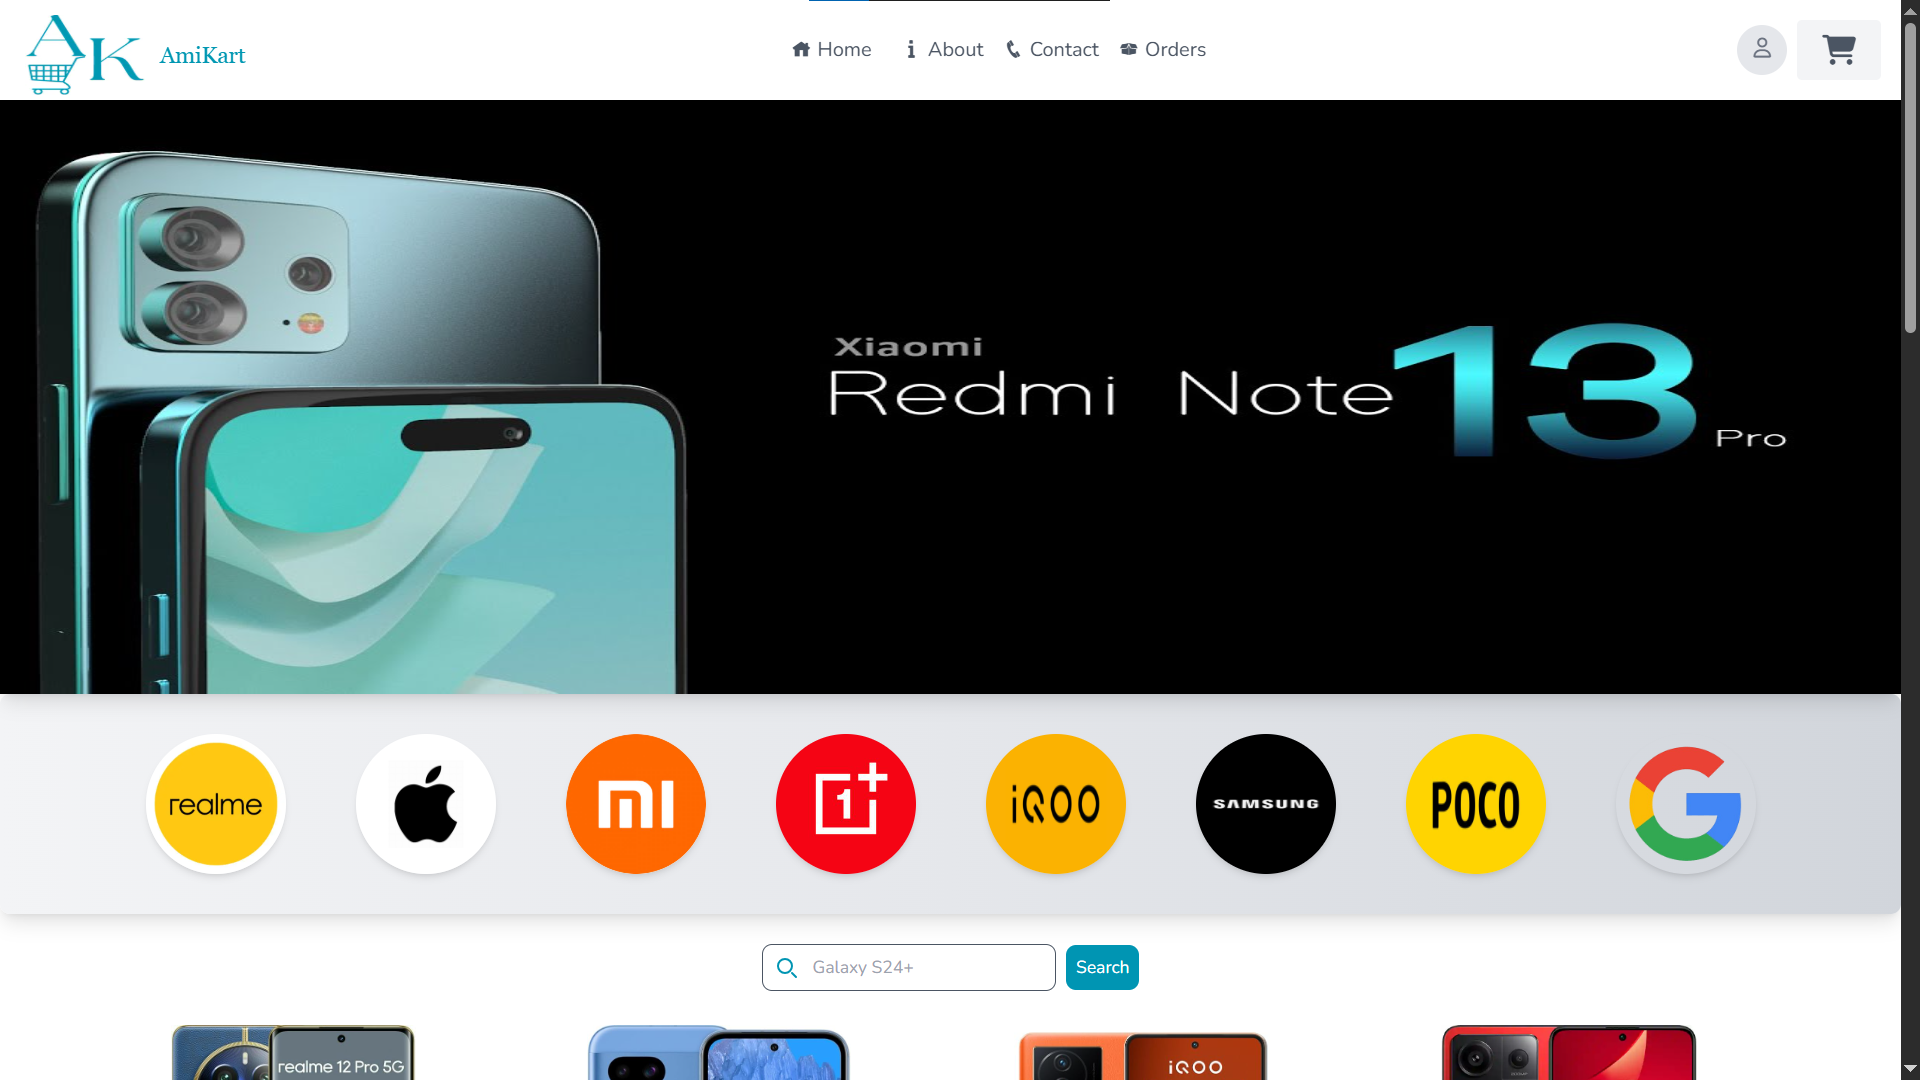 AK AmiKart
Home About Contact Orders
Xiaomi
Redmi Note 13 Pro
realme
mi
1+
iQOO
SAMSUNG
POCO
G
Galaxy S24+
Search
realme 12 Pro 5G
iQOO